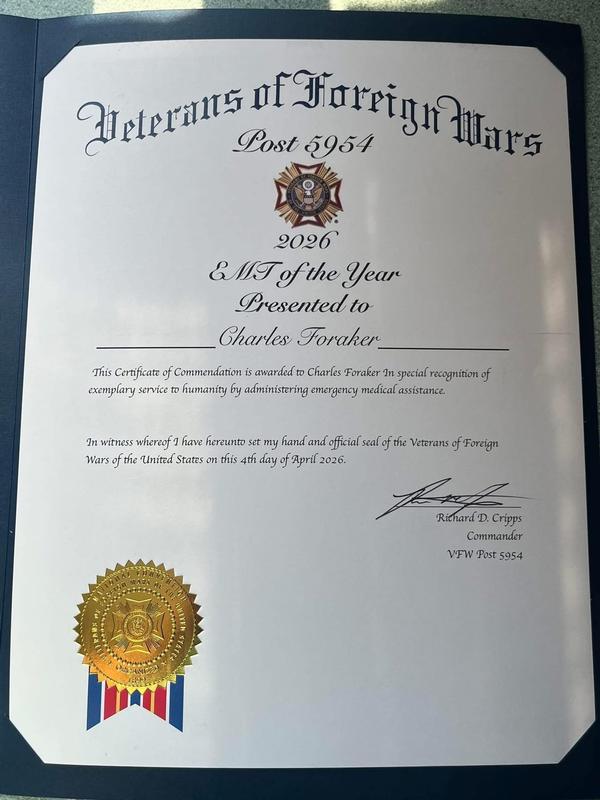 Veterans of Foreign Wars
Post 5954
2026
EMT of the Year
Presented to
Charles Foraker
This Certificate of Commendation is awarded to Charles Foraker In special recognition of
exemplary service to humanity by administering emergency medical assistance.
In witness whereof I have hereunto set my hand and official seal of the Veterans of Foreign
Wars of the United States on this 4th day of April 2026.
Richard D. Cripps
Commander
VFW Post 5954